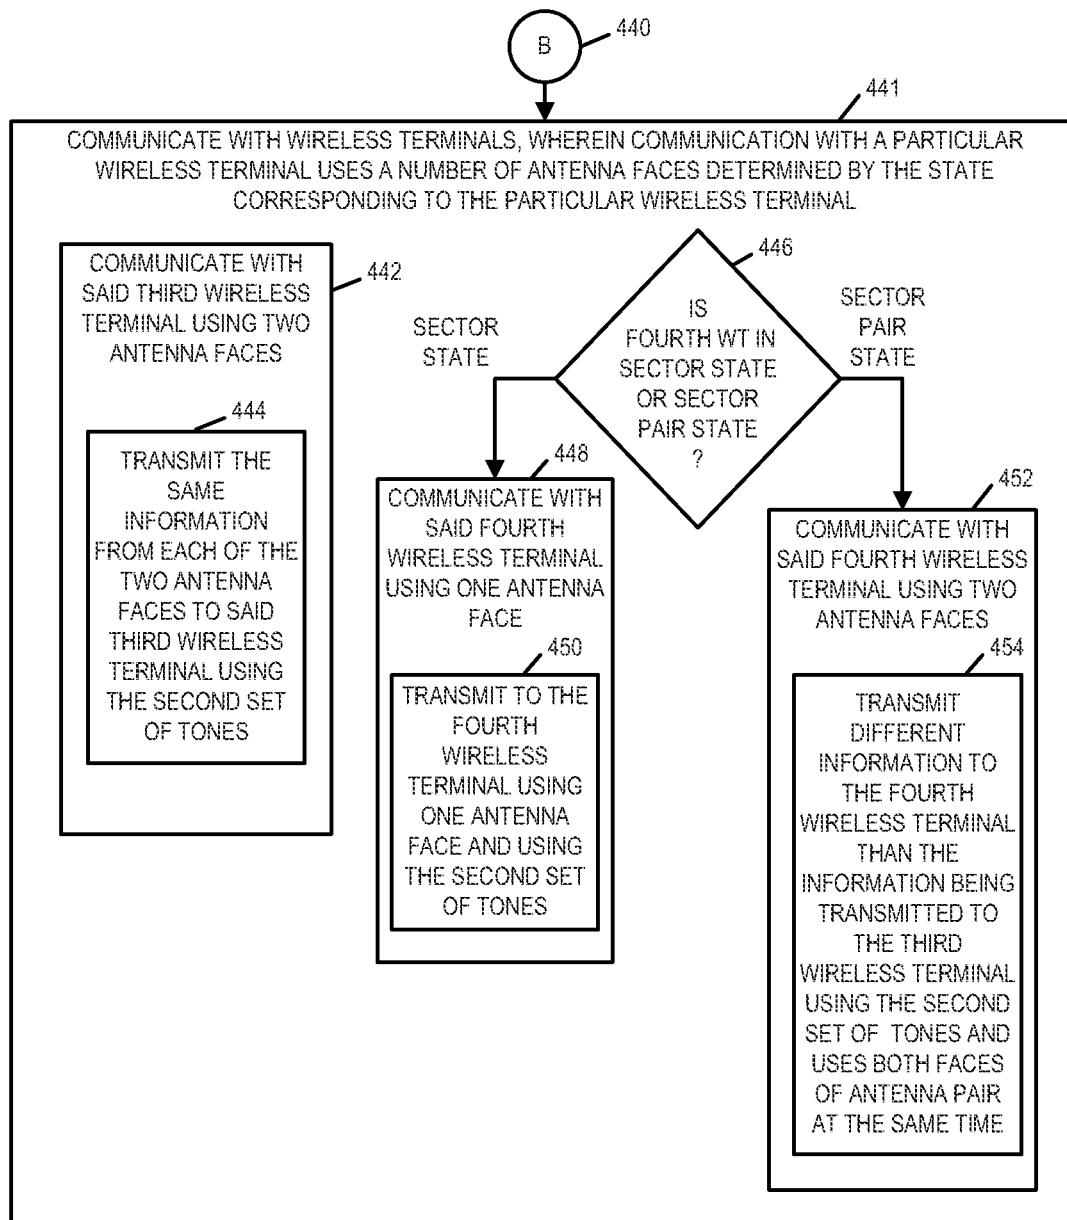 B
440
441
COMMUNICATE WITH WIRELESS TERMINALS, WHEREIN COMMUNICATION WITH A PARTICULAR
WIRELESS TERMINAL USES A NUMBER OF ANTENNA FACES DETERMINED BY THE STATE
CORRESPONDING TO THE PARTICULAR WIRELESS TERMINAL
COMMUNICATE WITH
SAID THIRD WIRELESS
TERMINAL USING TWO
ANTENNA FACES
442
444
TRANSMIT THE
SAME
INFORMATION
FROM EACH OF THE
TWO ANTENNA
FACES TO SAID
THIRD WIRELESS
TERMINAL USING
THE SECOND SET
OF TONES
446
IS
FOURTH WT IN
SECTOR STATE
OR SECTOR
PAIR STATE
?
SECTOR
STATE
SECTOR
PAIR
STATE
448
COMMUNICATE WITH
SAID FOURTH
WIRELESS TERMINAL
USING ONE ANTENNA
FACE
450
TRANSMIT TO THE
FOURTH
WIRELESS
TERMINAL USING
ONE ANTENNA
FACE AND USING
THE SECOND SET
OF TONES
452
COMMUNICATE WITH
SAID FOURTH WIRELESS
TERMINAL USING TWO
ANTENNA FACES
454
TRANSMIT
DIFFERENT
INFORMATION TO
THE FOURTH
WIRELESS TERMINAL
THAN THE
INFORMATION BEING
TRANSMITTED TO
THE THIRD
WIRELESS TERMINAL
USING THE SECOND
SET OF TONES AND
USES BOTH FACES
OF ANTENNA PAIR
AT THE SAME TIME